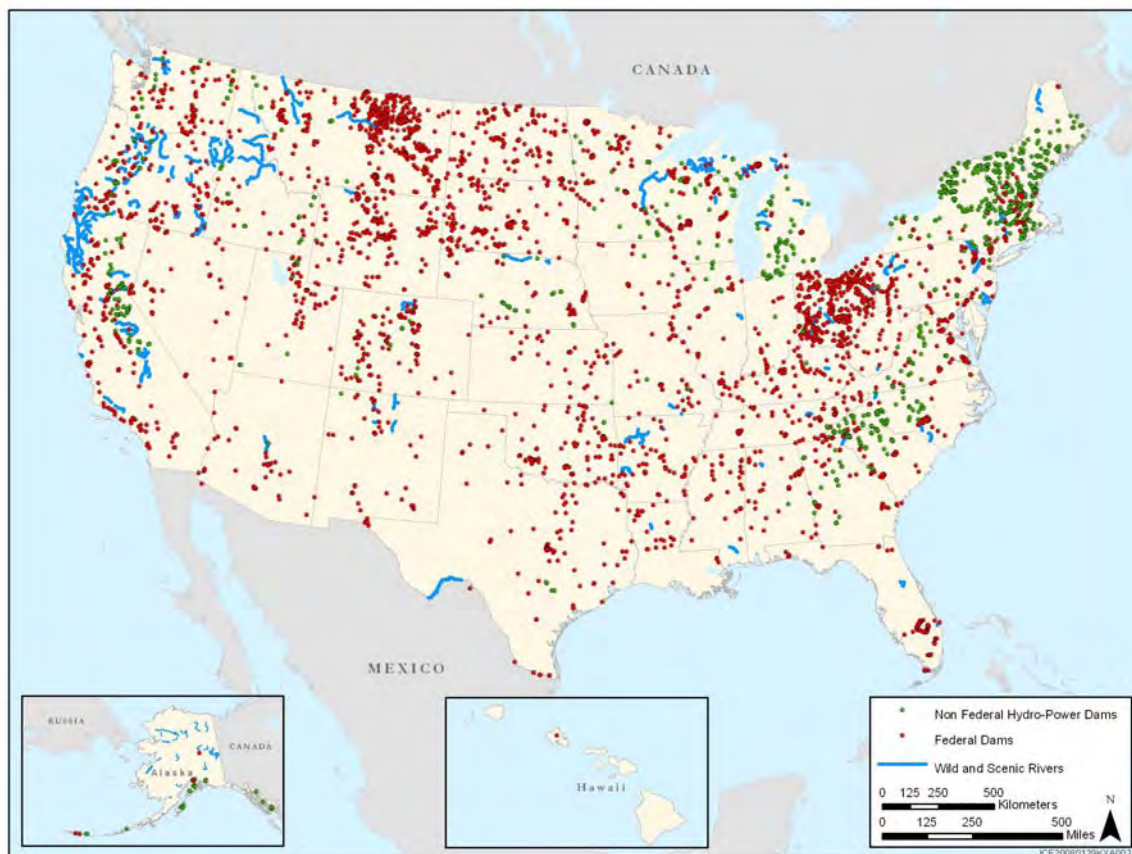 CANADA
MEXICO
RUSSIA
CANADA
Alaska
Hawaii
Non Federal Hydro-Power Dams
Federal Dams
Wild and Scenic Rivers
0 125 250 500
Kilometers
0 125 250 500
Miles
N